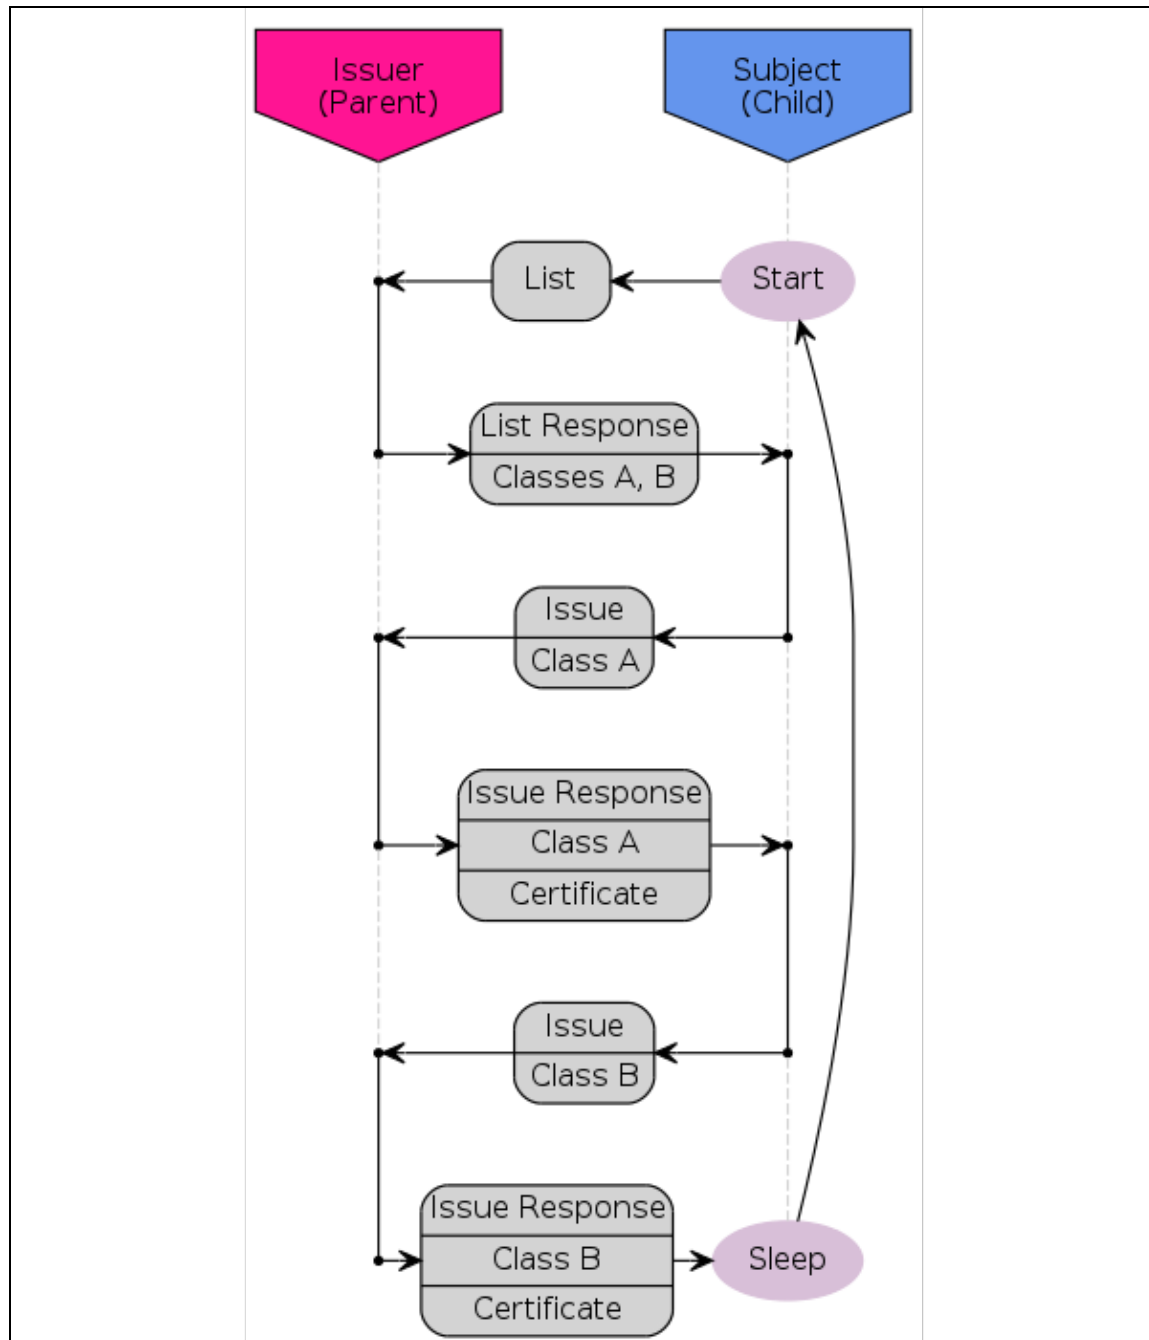 Issuer
(Parent)
Subject
(Child)
List
Start
List Response
Classes A, B
Issue
Class A
Issue Response
Class A
Certificate
Issue
Class B
Issue Response
Class B
Certificate
Sleep